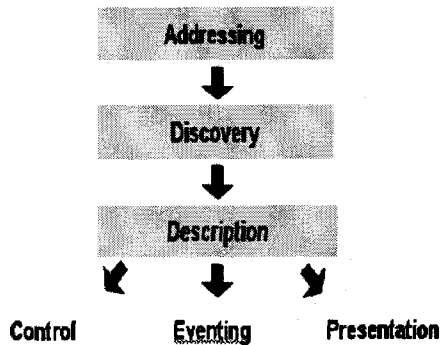 Addressing
Discovery
Description
Control Eventing Presentation